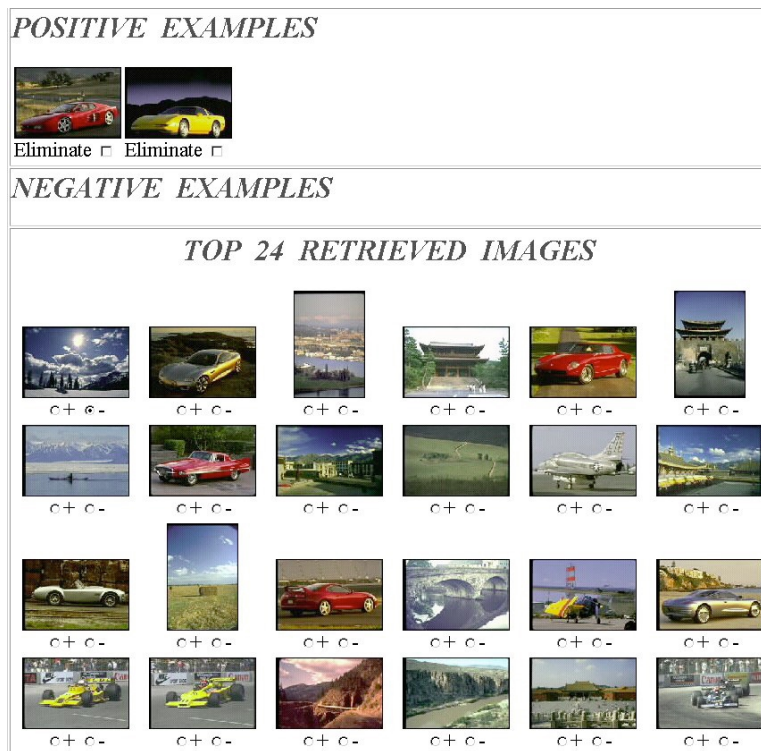 POSITIVE EXAMPLES
Eliminate Eliminate
NEGATIVE EXAMPLES
TOP 24 RETRIEVED IMAGES
+ - + - + - + - + - + -
+ - + - + - + - + - + -
+ - + - + - + - + - + -
+ - + - + - + - + - + -